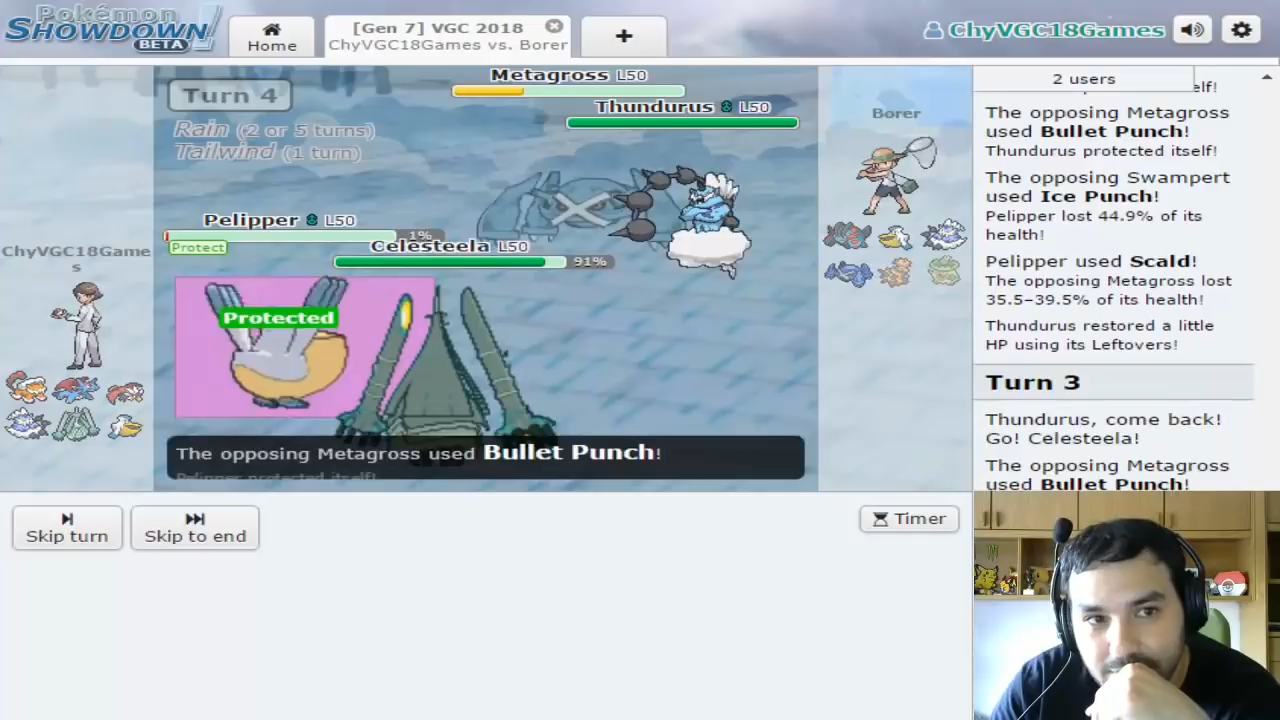 Pokémon
SHOWDOWN!
BETA
Home
[Gen 7] VGC 2018
ChyVGC18Games vs. Borer
+
ChyVGC18Games
2 users
elf!
The opposing Metagross
used Bullet Punch!
Thundurus protected itself!
The opposing Swampert
used Ice Punch!
Pelipper lost 44.9% of its
health!
Pelipper used Scald!
The opposing Metagross lost
35.5–39.5% of its health!
Thundurus restored a little
HP using its Leftovers!
Turn 3
Thundurus, come back!
Go! Celesteela!
The opposing Metagross
used Bullet Punch!
Turn 4
Rain (2 or 5 turns)
Tailwind (1 turn)
Metagross L50
Thundurus L50
Pelipper L50
1%
Protect
Celesteela L50
91%
Protected
The opposing Metagross used Bullet Punch!
Pelipper protected itself!
ChyVGC18Game
s
Borer
Skip turn
Skip to end
Timer